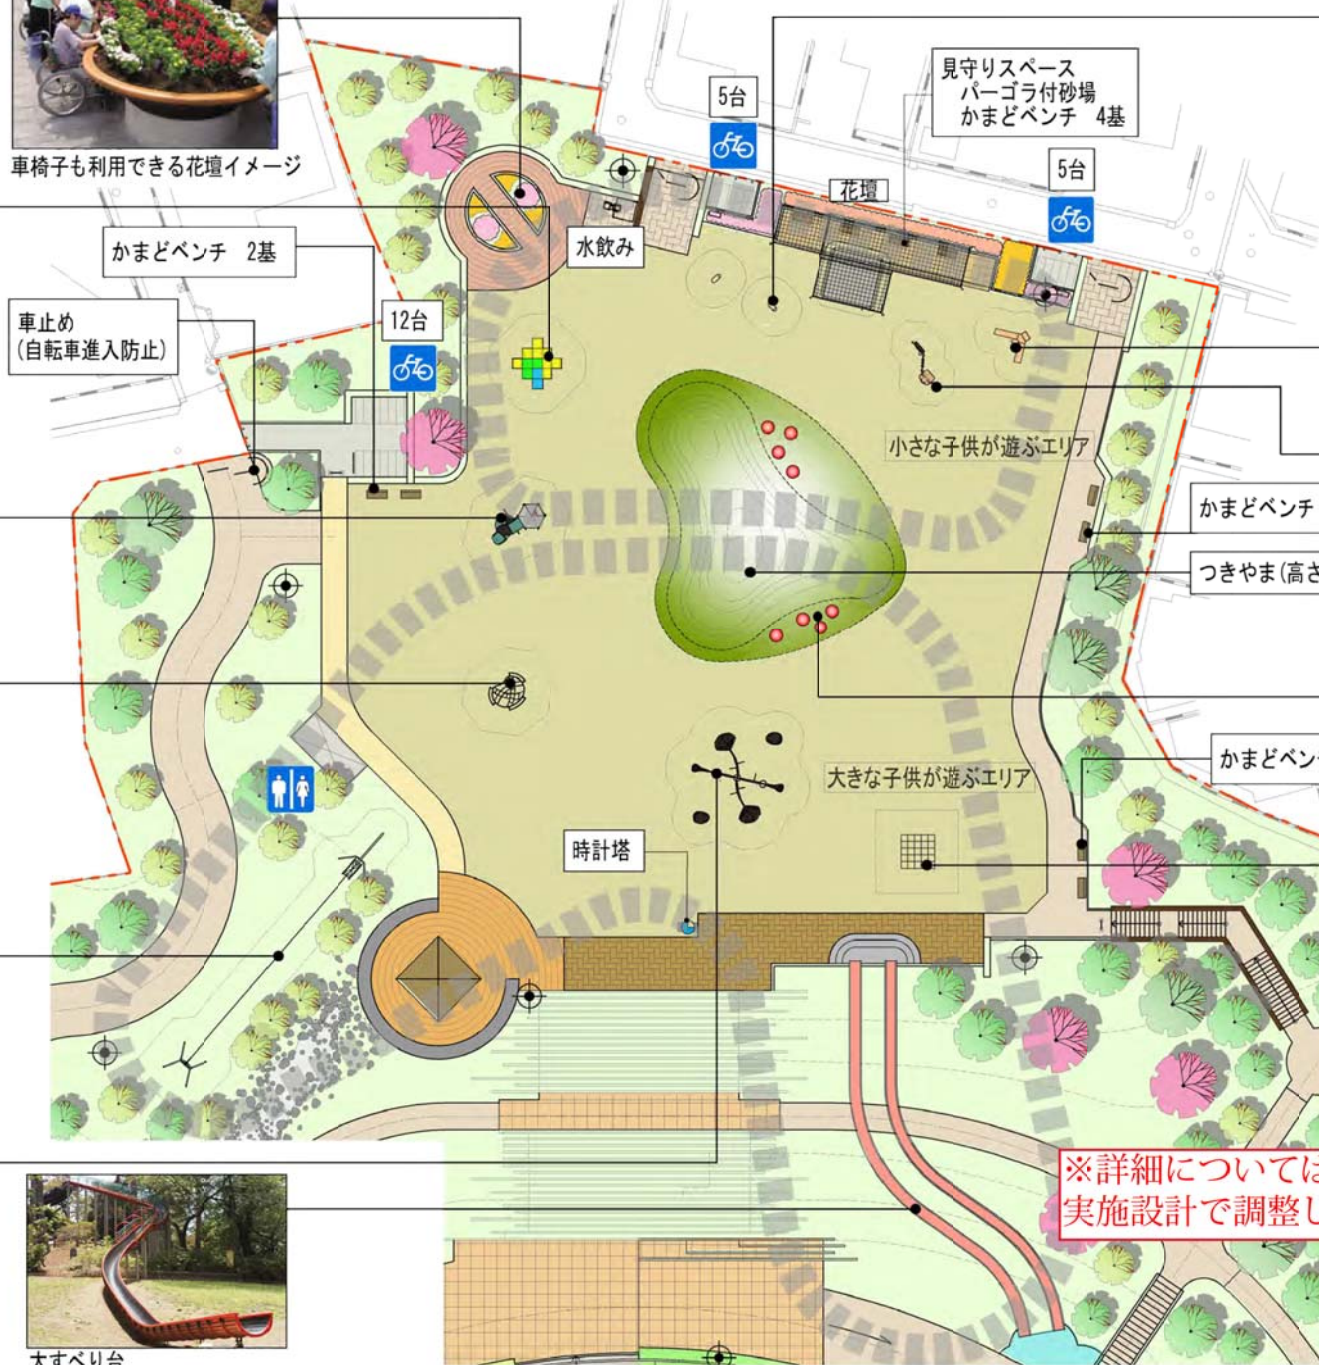 車椅子も利用できる花壇イメージ
5台
見守りスペース
パーゴラ付砂場
かまどベンチ 4基
5台
花壇
水飲み
かまどベンチ 2基
車止め
(自転車進入防止)
12台
小さな子供が遊ぶエリア
かまどベンチ
つきやま(高さ
かまどベン
大きな子供が遊ぶエリア
時計塔
※詳細については
実施設計で調整し
大すべり台